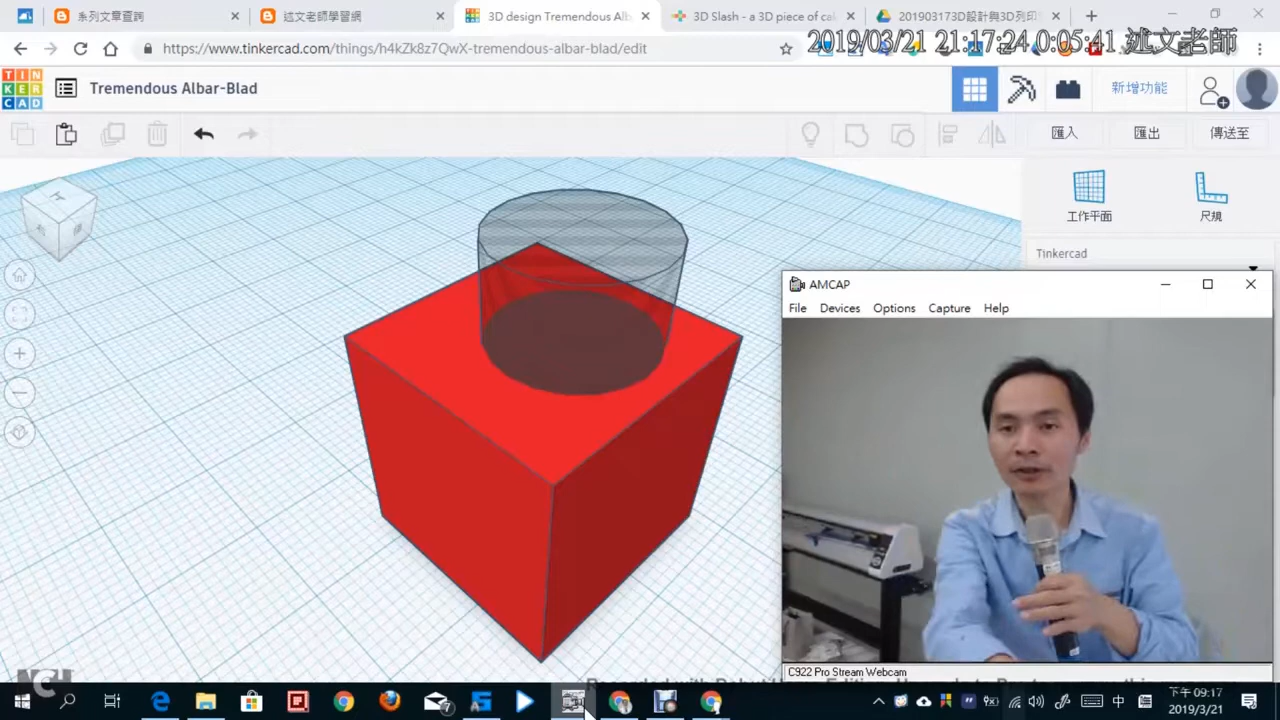 系列文章查詢
述文老師學習網
3D design Tremendous Alb
3D Slash - a 3D piece of cal
201903173D設計與3D列印
2019/03/21 21:17:24 0:05:41 述文老師
https://www.tinkercad.com/things/h4kZk8z7QwX-tremendous-albar-blad/edit
TIN
KER
CAD
Tremendous Albar-Blad
新增功能
匯入
匯出
傳送至
工作平面
尺規
Tinkercad
AMCAP
File Devices Options Capture Help
C922 Pro Stream Webcam
NCH
7
中
下午 09:17
2019/3/21